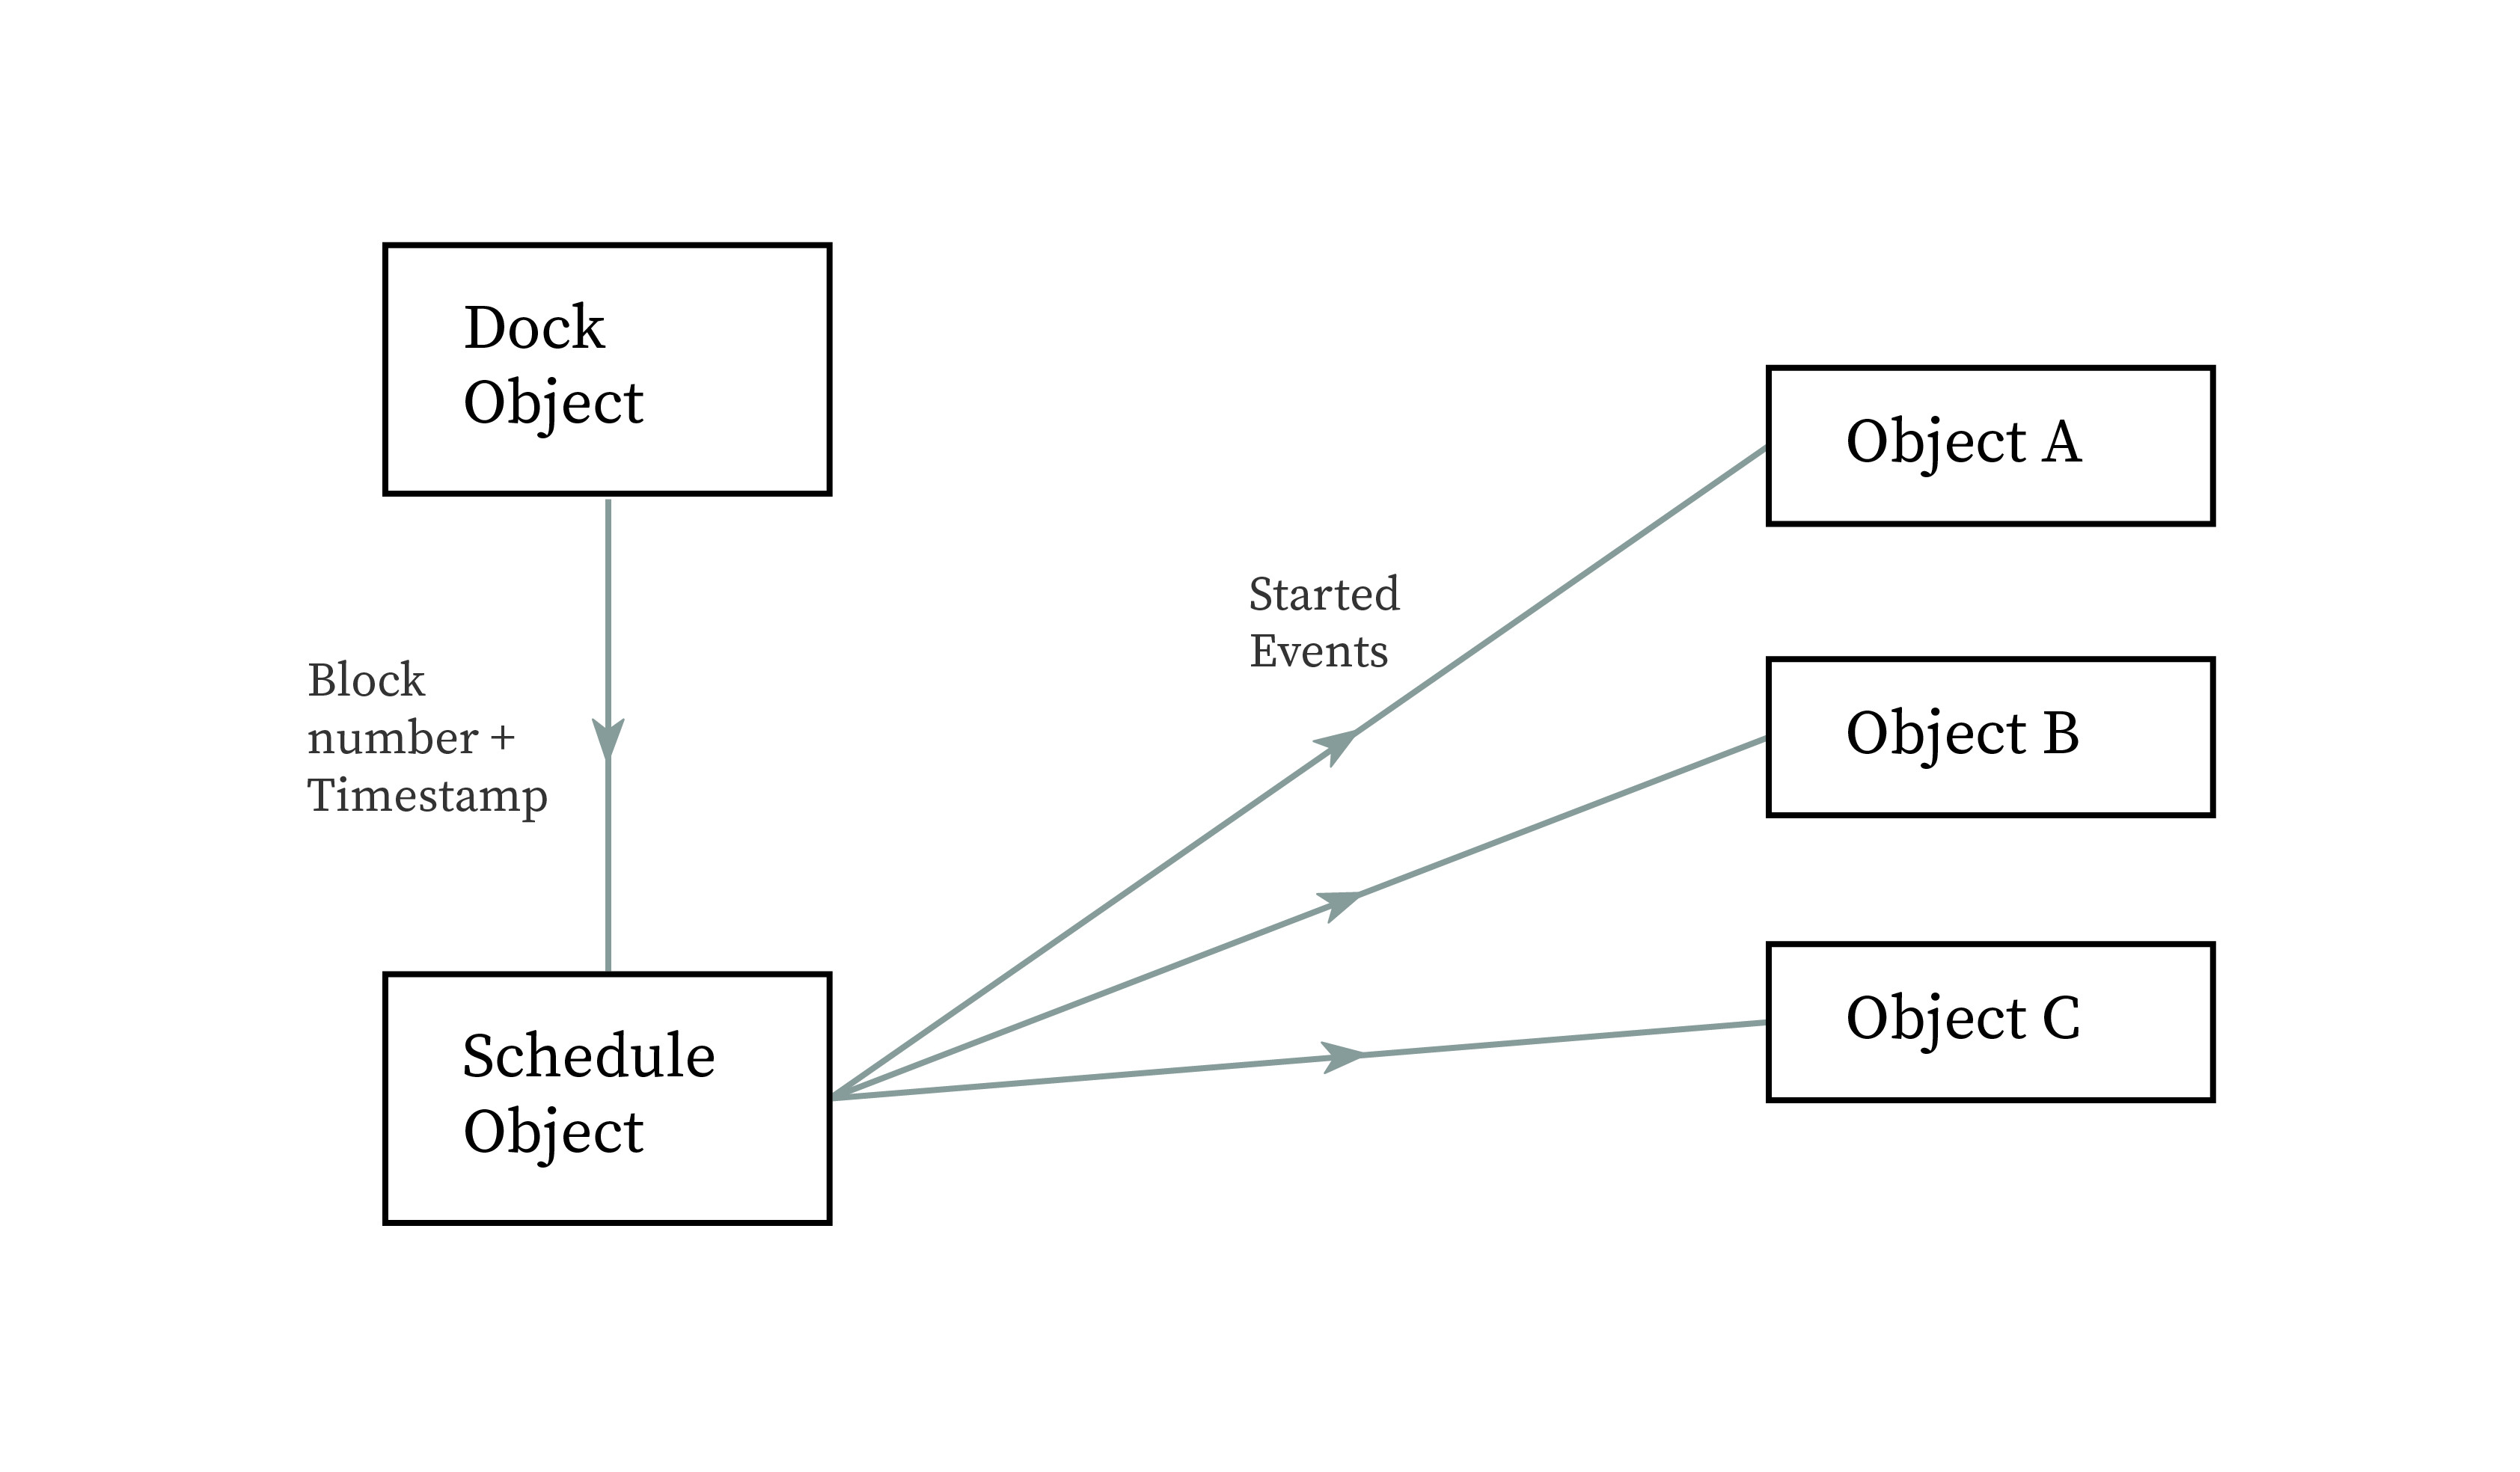 Dock
Object
Block
number +
Timestamp
Schedule
Object
Started
Events
Object A
Object B
Object C